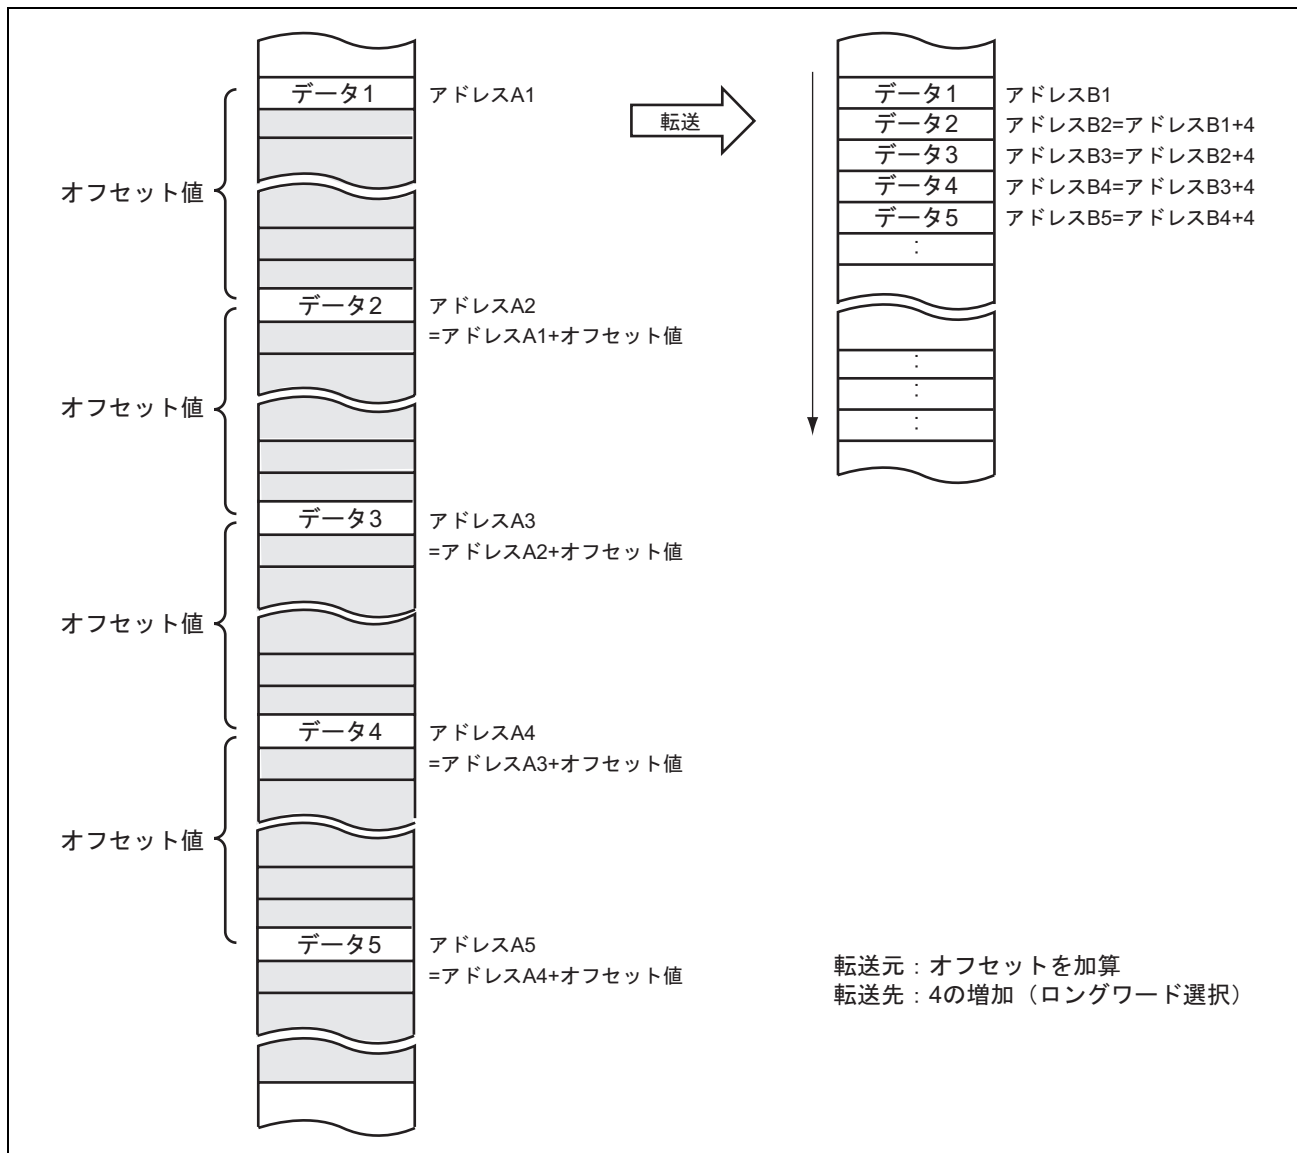 データ1
アドレスA1
オフセット値
データ2
アドレスA2
=アドレスA1+オフセット値
オフセット値
データ3
アドレスA3
=アドレスA2+オフセット値
オフセット値
データ4
アドレスA4
=アドレスA3+オフセット値
オフセット値
データ5
アドレスA5
=アドレスA4+オフセット値
転送
データ1
アドレスB1
データ2
アドレスB2=アドレスB1+4
データ3
アドレスB3=アドレスB2+4
データ4
アドレスB4=アドレスB3+4
データ5
アドレスB5=アドレスB4+4
:
:
:
:
転送元:オフセットを加算
転送先:4の増加(ロングワード選択)